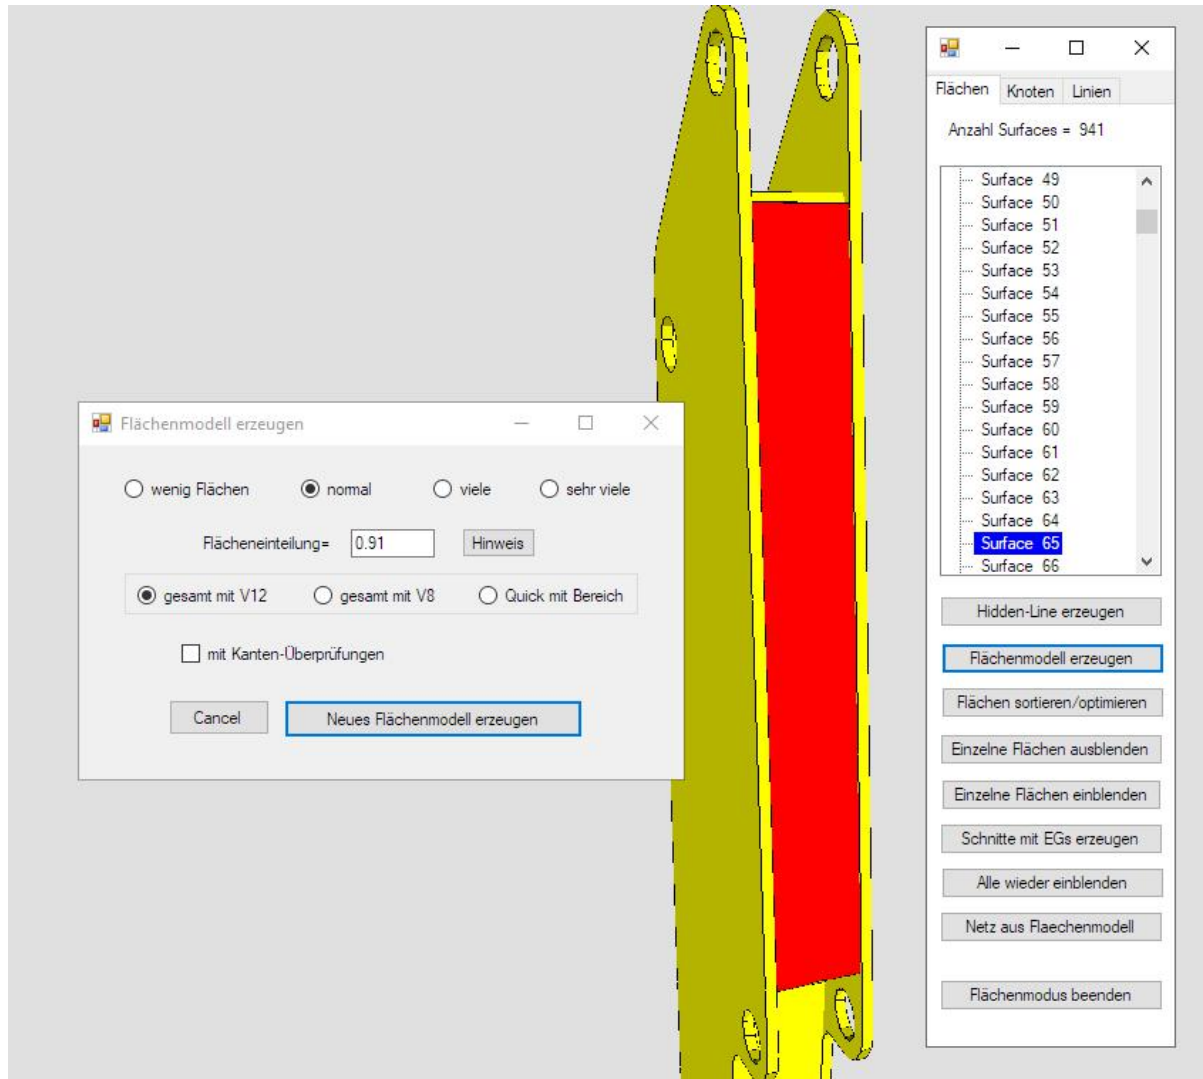 Flächenmodell erzeugen
wenig Flächen normal viele sehr viele
Flächeneinteilung= 0.91 Hinweis
gesamt mit V12 gesamt mit V8 Quick mit Bereich
mit Kanten-Überprüfungen
Cancel Neues Flächenmodell erzeugen
Flächen Knoten Linien
Anzahl Surfaces = 941
Surface 49
Surface 50
Surface 51
Surface 52
Surface 53
Surface 54
Surface 55
Surface 56
Surface 57
Surface 58
Surface 59
Surface 60
Surface 61
Surface 62
Surface 63
Surface 64
Surface 65
Surface 66
Hidden-Line erzeugen
Flächenmodell erzeugen
Flächen sortieren/optimieren
Einzelne Flächen ausblenden
Einzelne Flächen einblenden
Schnitte mit EGs erzeugen
Alle wieder einblenden
Netz aus Flaechenmodell
Flächenmodus beenden